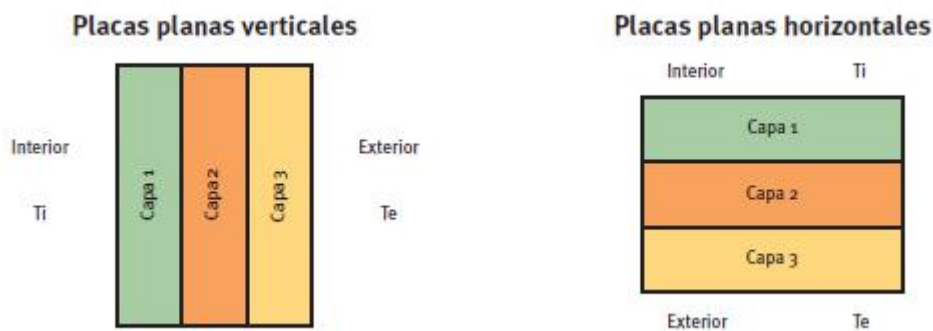 Placas planas verticales
Interior
Ti
Capa 1
Capa 2
Capa 3
Exterior
Te
Placas planas horizontales
Interior Ti
Capa 1
Capa 2
Capa 3
Exterior Te